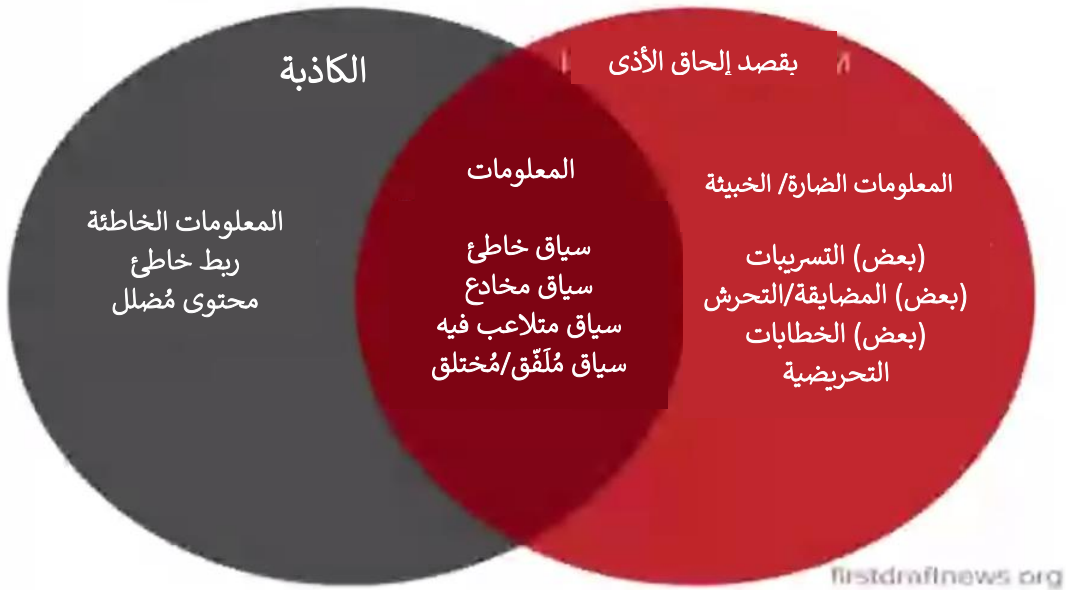 بقصد إلحاق الأذى
الكاذبة
المعلومات الضارة/ الخبيثة
(بعض) التسريبات
(بعض) المضايقة/التحرش
(بعض) الخطابات
التحريضية
المعلومات
سياق خاطئ
سياق مخادع
سياق متلاعب فيه
سياق مُلَفّق/مُختلق
المعلومات الخاطئة
ربط خاطئ
محتوى مُضلل
firstdraftnews.org